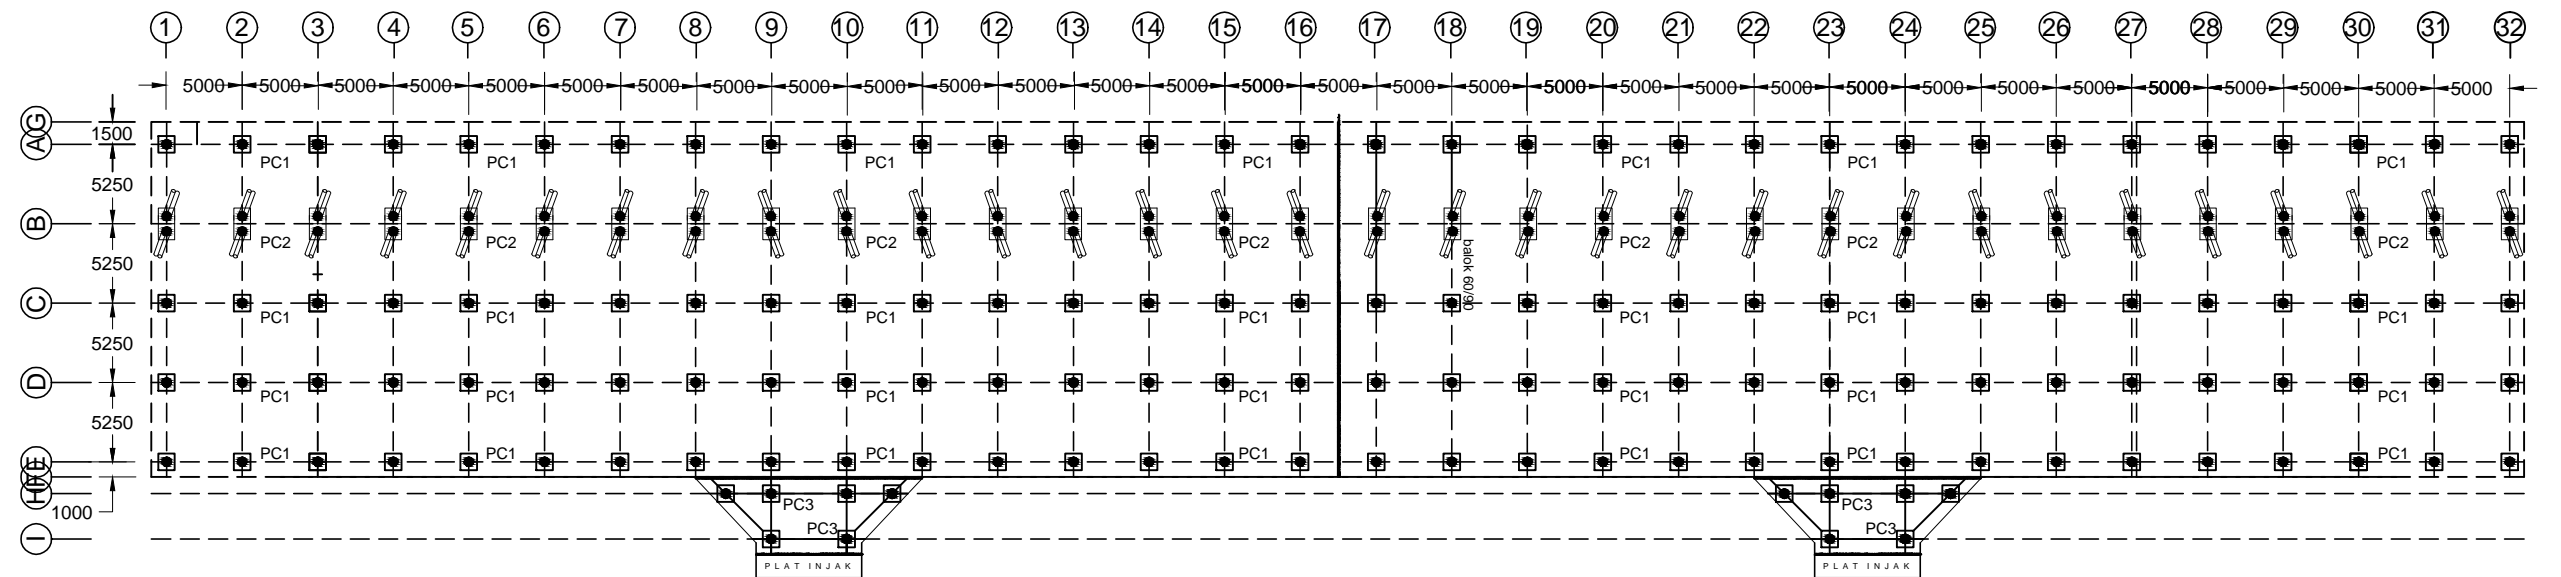 1 2 3 4 5 6 7 8 9 10 11 12 13 14 15 16 17 18 19 20 21 22 23 24 25 26 27 28 29 30 31 32
5000 5000 5000 5000 5000 5000 5000 5000 5000 5000 5000 5000 5000 5000 5000 5000 5000 5000 5000 5000 5000 5000 5000 5000 5000 5000 5000 5000 5000 5000 5000
G
1500
A
PC1 PC1 PC1 PC1 PC1 PC1 PC1
5250
B
PC2 PC2 PC2 PC2 PC2 PC2 PC2
balok 60/90
5250
C
PC1 PC1 PC1 PC1 PC1 PC1 PC1
5250
D
PC1 PC1 PC1 PC1 PC1 PC1 PC1
5250
PC1 PC1 PC1 PC1 PC1 PC1 PC1
E
F
H
PC3 PC3
1000
PC3 PC3
I
PLAT INJAK PLAT INJAK